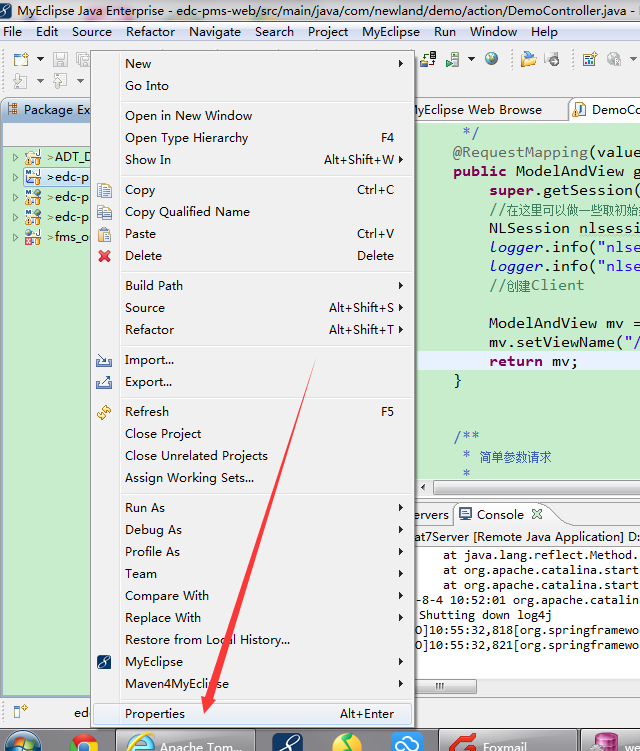 MyEclipse Java Enterprise - edc-pms-web/src/main/java/com/newland/demo/action/DemoController.java - M
File Edit Source Refactor Navigate Search Project MyEclipse Run Window Help
Package Ex
yEclipse Web Browse
DemoCo
>ADT_D
>edc-p
>edc-p
>edc-p
>fms_o
New
Go Into
Open in New Window
Open Type Hierarchy F4
Show In Alt+Shift+W
Copy Ctrl+C
Copy Qualified Name
Paste Ctrl+V
Delete Delete
Build Path
Source Alt+Shift+S
Refactor Alt+Shift+T
Import...
Export...
Refresh F5
Close Project
Close Unrelated Projects
Assign Working Sets...
Run As
Debug As
Profile As
Team
Compare With
Replace With
Restore from Local History...
MyEclipse
Maven4MyEclipse
Properties Alt+Enter
*/
@RequestMapping(value
public ModelAndView g
super.getSession(
//在这里可以做一些取初始
NLSession nlsessi
logger.info("nlse
logger.info("nlse
//创建Client
ModelAndView mv =
mv.setViewName("/
return mv;
}
/**
* 简单参数请求
*
ervers
Console
at7Server [Remote Java Application] D:
at java.lang.reflect.Method.
at org.apache.catalina.start
at org.apache.catalina.start
-8-4 10:52:01 org.apache.catalin
Shutting down log4j
O]10:55:32,818[org.springframewo
O]10:55:32,821[org.springframewo
ed
Apache Tom...
Foxmail
we